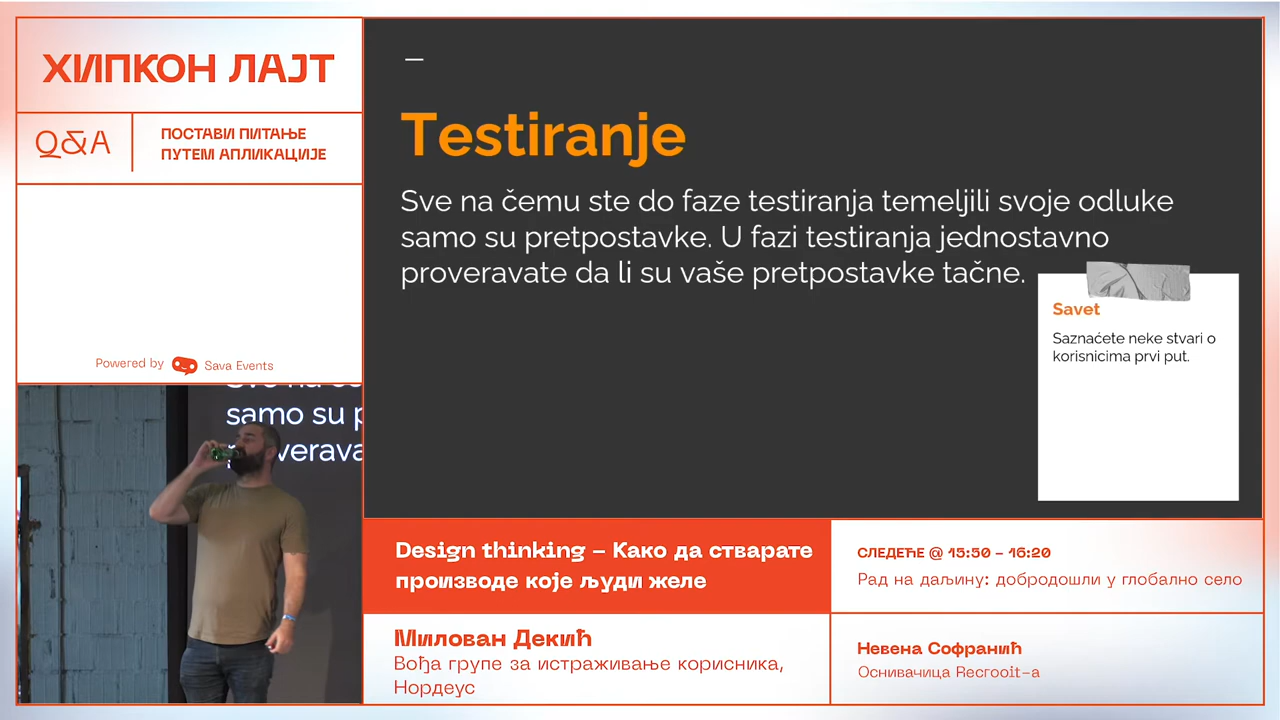 ХИПКОН ЛАЈТ
Q&A
ПОСТАВИ ПИТАЊЕ
ПУТЕМ АПЛИКАЦИЈЕ
Powered by Sava Events
samo su p
verava
Testiranje
Sve na čemu ste do faze testiranja temeljili svoje odluke
samo su pretpostavke. U fazi testiranja jednostavno
proveravate da li su vaše pretpostavke tačne.
Savet
Saznaćete neke stvari o
korisnicima prvi put.
Design thinking – Како да стварате
производе које људи желе
Милован Декић
Вођа групе за истраживање корисника,
Нордеус
СЛЕДЕЋЕ @ 15:50 – 16:20
Рад на даљину: добродошли у глобално село
Невена Софранић
Оснивачица Recrooit-a